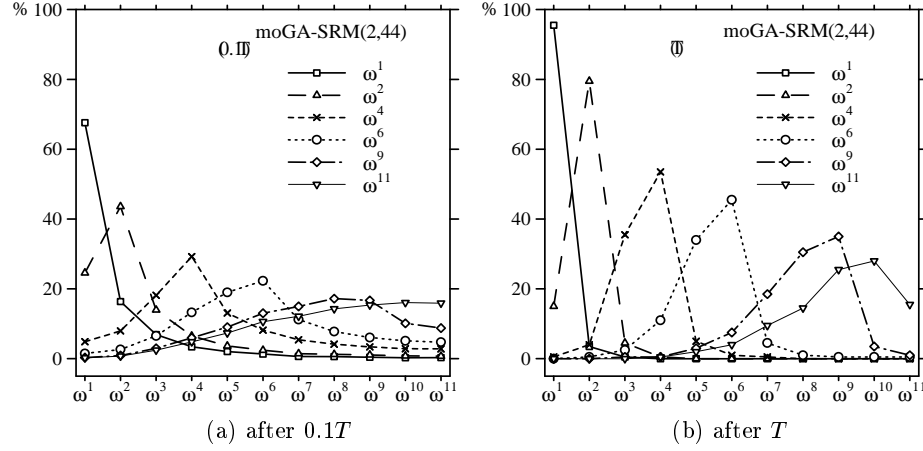 % 100
80
60
40
20
0
moGA-SRM(2,44)
(0.1T)
ω¹
ω²
ω⁴
ω⁶
ω⁹
ω¹¹
ω¹ ω² ω³ ω⁴ ω⁵ ω⁶ ω⁷ ω⁸ ω⁹ ω¹⁰ ω¹¹
(a) after 0.1T
% 100
80
60
40
20
0
moGA-SRM(2,44)
(T)
ω¹
ω²
ω⁴
ω⁶
ω⁹
ω¹¹
ω¹ ω² ω³ ω⁴ ω⁵ ω⁶ ω⁷ ω⁸ ω⁹ ω¹⁰ ω¹¹
(b) after T